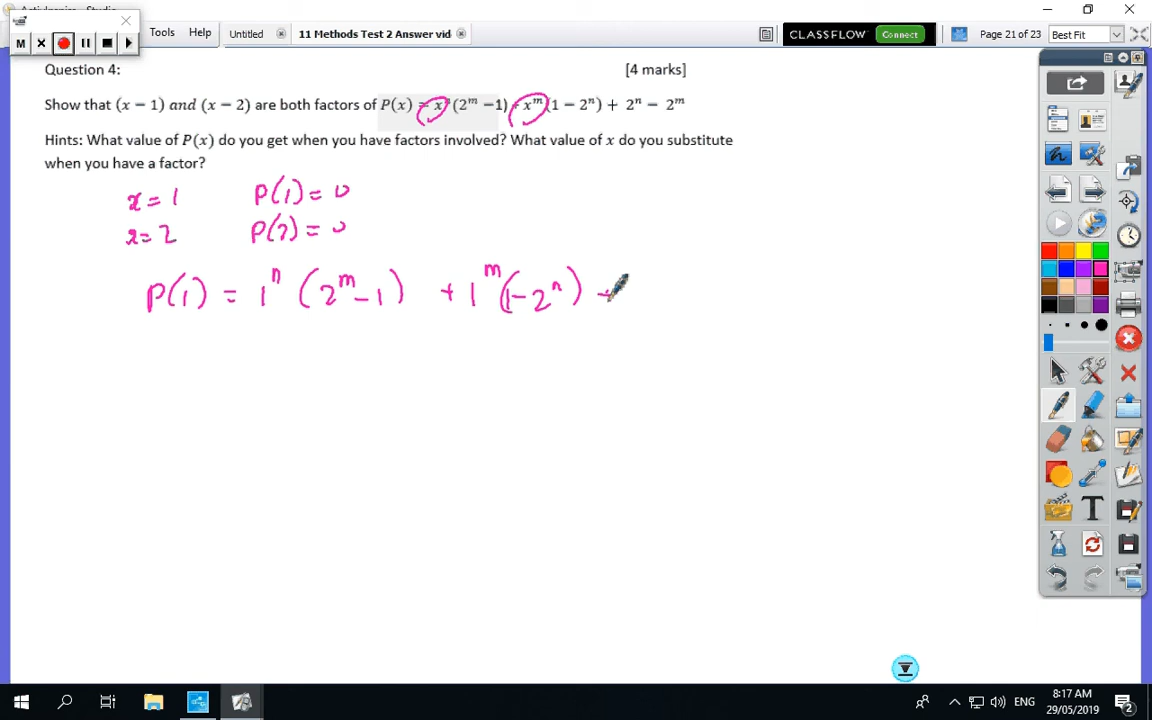 Tools Help Untitled 11 Methods Test 2 Answer vid CLASSFLOW Connect Page 21 of 23 Best Fit
M
Question 4: [4 marks]
Show that (x − 1) and (x − 2) are both factors of P(x) = xⁿ(2ᵐ −1) + xᵐ(1 − 2ⁿ) + 2ⁿ − 2ᵐ
Hints: What value of P(x) do you get when you have factors involved? What value of x do you substitute
when you have a factor?
x = 1 P(1) = 0
x = 2 P(2) = 0
P(1) = 1ⁿ (2ᵐ − 1) + 1ᵐ (1 − 2ⁿ) +
T
ENG
8:17 AM
29/05/2019
2